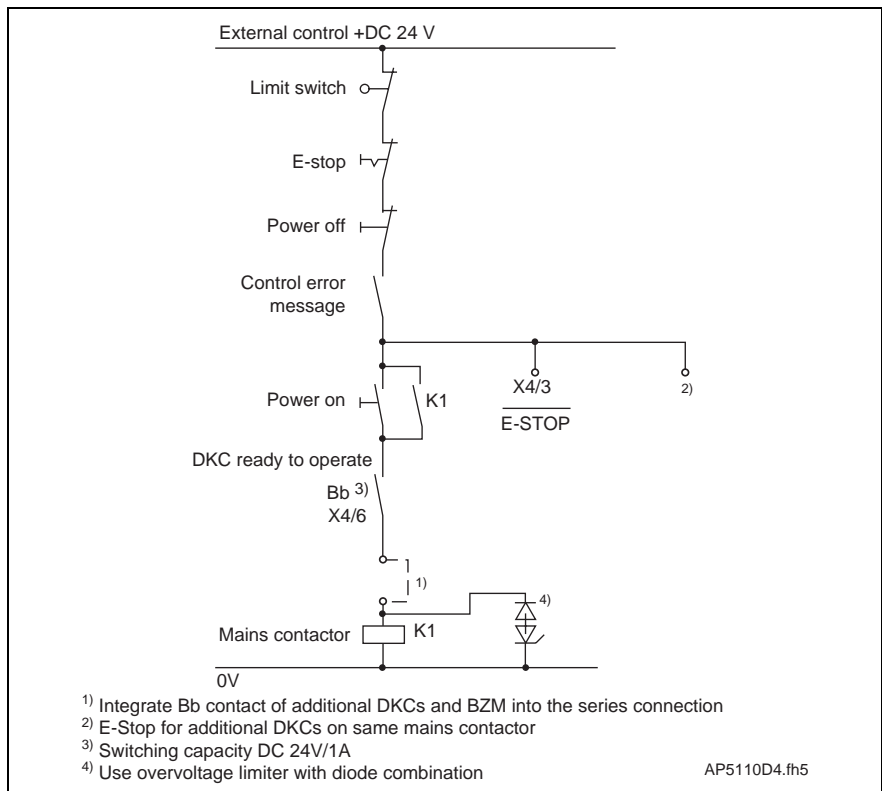 External control +DC 24 V
Limit switch
E-stop
Power off
Control error
message
X4/3
2)
Power on
K1
E-STOP
DKC ready to operate
Bb 3)
X4/6
1)
4)
Mains contactor
K1
0V
1) Integrate Bb contact of additional DKCs and BZM into the series connection
2) E-Stop for additional DKCs on same mains contactor
3) Switching capacity DC 24V/1A
4) Use overvoltage limiter with diode combination
AP5110D4.fh5